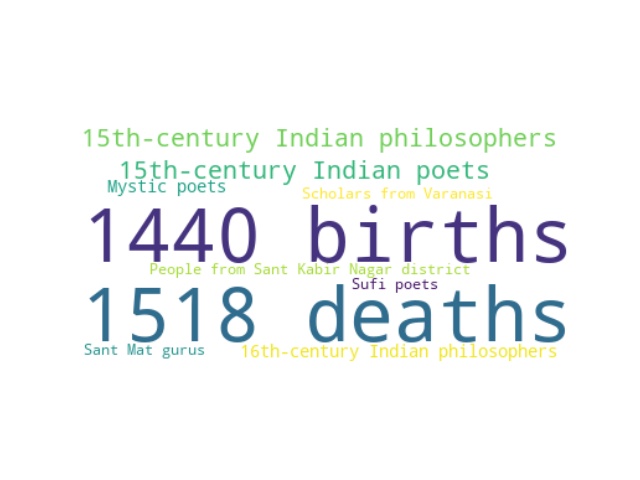 15th-century Indian philosophers
15th-century Indian poets
Mystic poets
Scholars from Varanasi
1440 births
People from Sant Kabir Nagar district
Sufi poets
1518 deaths
Sant Mat gurus
16th-century Indian philosophers